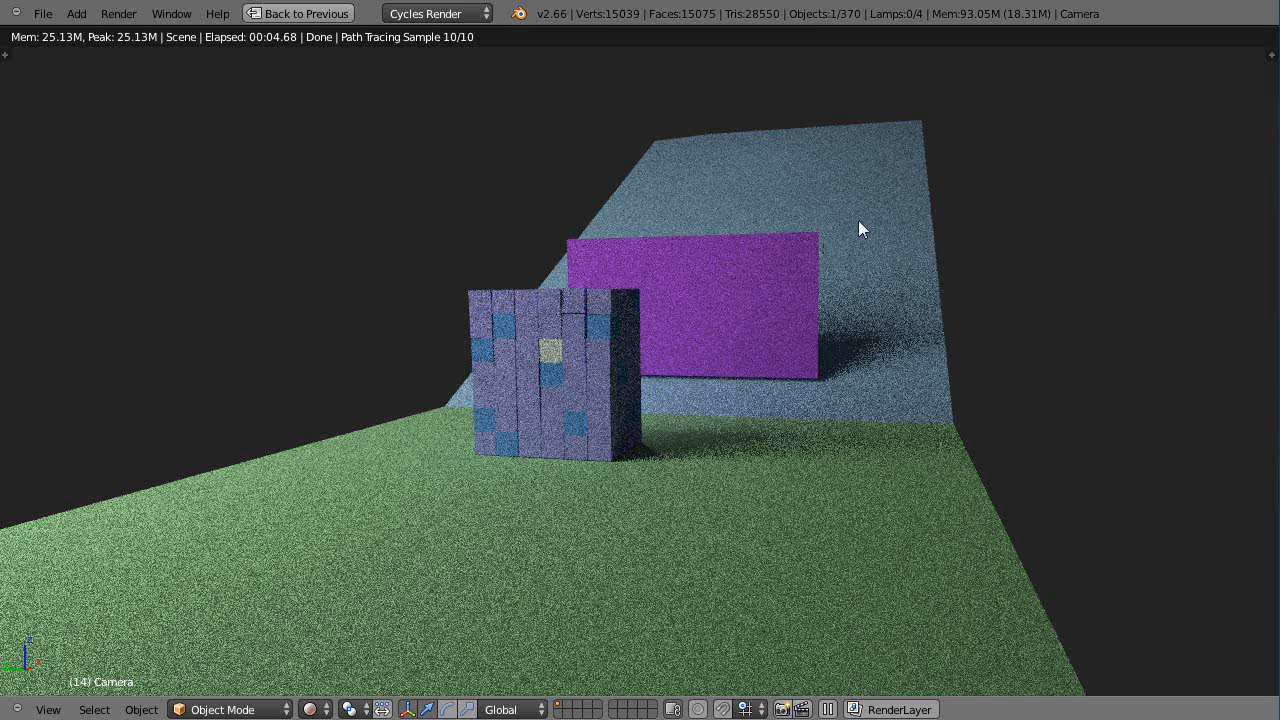 File Add Render Window Help Back to Previous Cycles Render v2.66 | Verts:15039 | Faces:15075 | Tris:28550 | Objects:1/370 | Lamps:0/4 | Mem:93.05M (18.31M) | Camera
Mem: 25.13M, Peak: 25.13M | Scene | Elapsed: 00:04.68 | Done | Path Tracing Sample 10/10
z
x
(14) Camera
View Select Object Object Mode Global RenderLayer